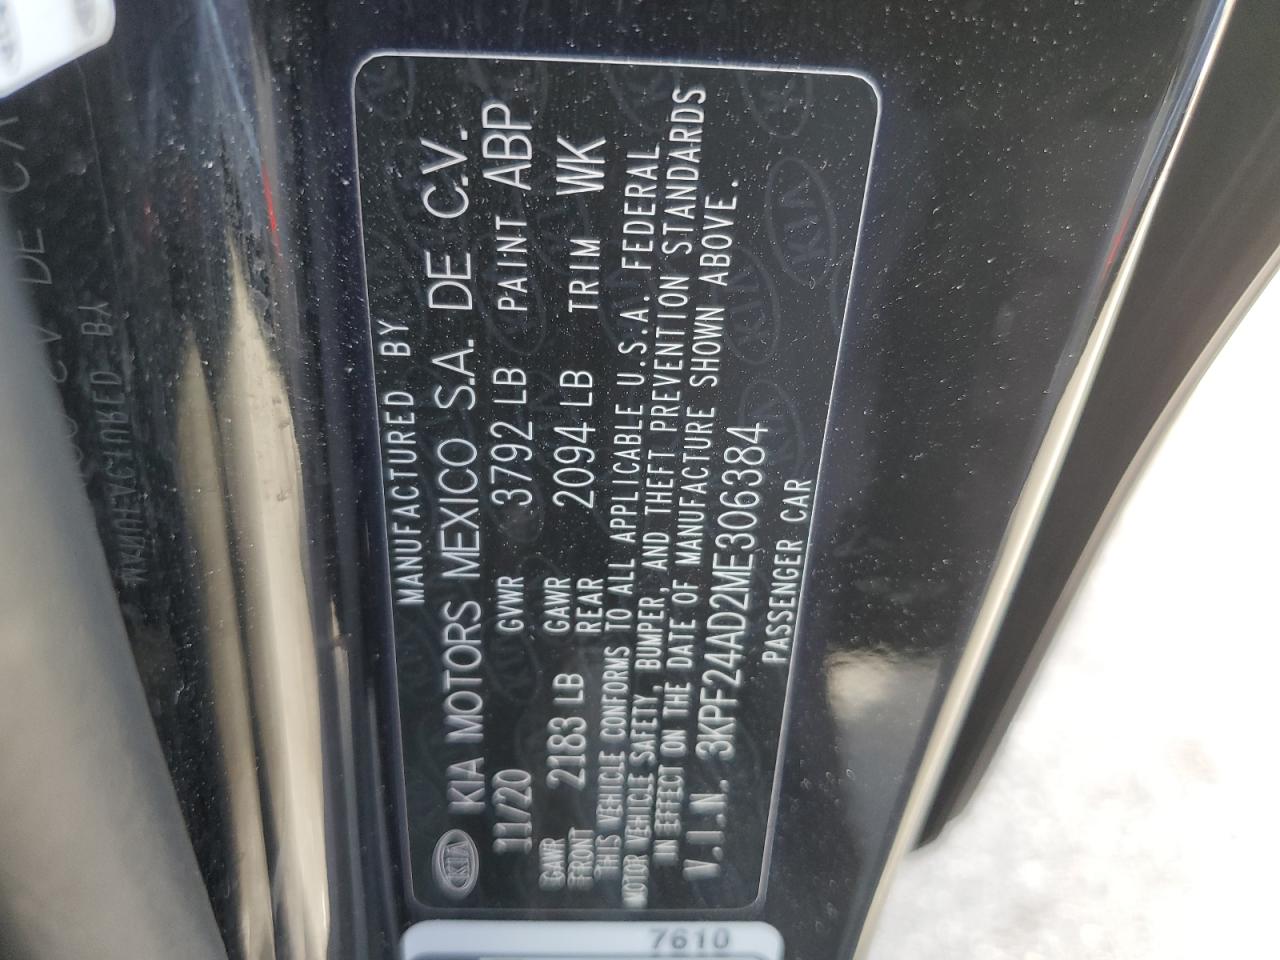 MANUFACTURED BY
KIA KIA MOTORS MEXICO S.A. DE C.V.
11/20 GVWR 3792 LB PAINT ABP
GAWR FRONT 2183 LB GAWR REAR 2094 LB TRIM WK
THIS VEHICLE CONFORMS TO ALL APPLICABLE U.S.A. FEDERAL
MOTOR VEHICLE SAFETY, BUMPER, AND THEFT PREVENTION STANDARDS
IN EFFECT ON THE DATE OF MANUFACTURE SHOWN ABOVE.
V.I.N. 3KPF24AD2ME306384
PASSENGER CAR
7610